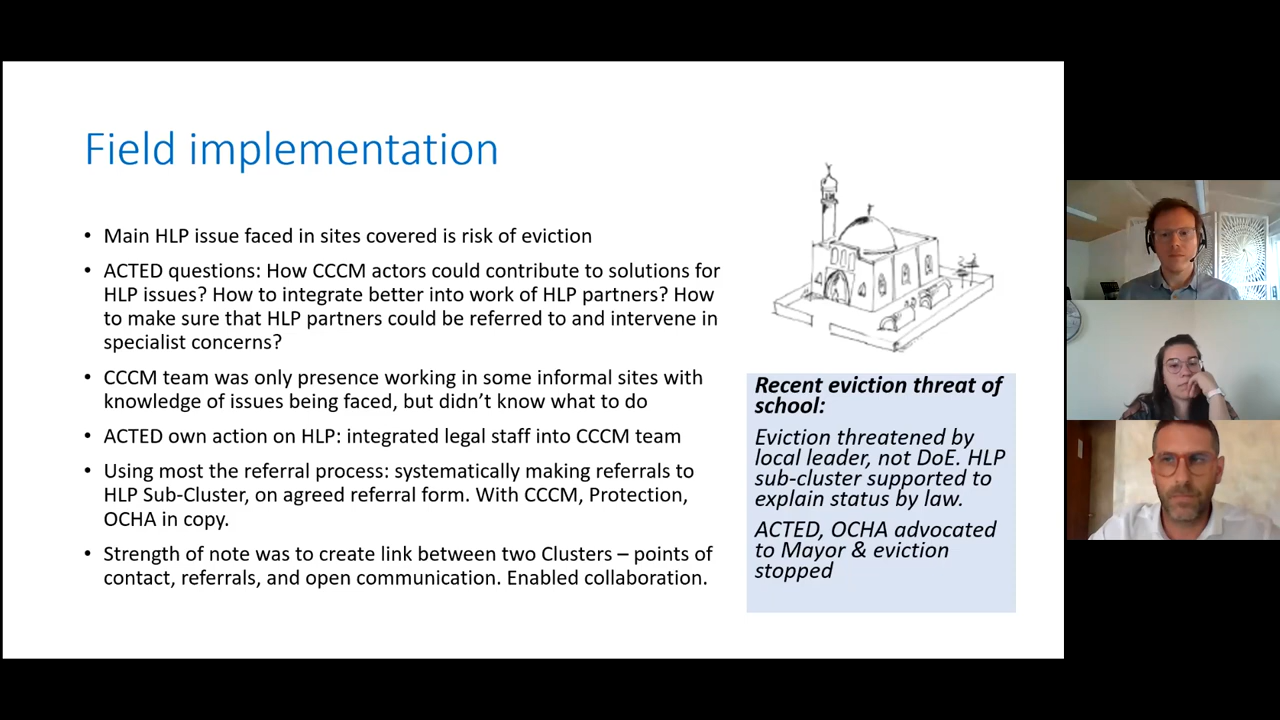 Field implementation
• Main HLP issue faced in sites covered is risk of eviction
• ACTED questions: How CCCM actors could contribute to solutions for
HLP issues? How to integrate better into work of HLP partners? How
to make sure that HLP partners could be referred to and intervene in
specialist concerns?
• CCCM team was only presence working in some informal sites with
knowledge of issues being faced, but didn’t know what to do
• ACTED own action on HLP: integrated legal staff into CCCM team
• Using most the referral process: systematically making referrals to
HLP Sub-Cluster, on agreed referral form. With CCCM, Protection,
OCHA in copy.
• Strength of note was to create link between two Clusters – points of
contact, referrals, and open communication. Enabled collaboration.
Recent eviction threat of
school:
Eviction threatened by
local leader, not DoE. HLP
sub-cluster supported to
explain status by law.
ACTED, OCHA advocated
to Mayor & eviction
stopped